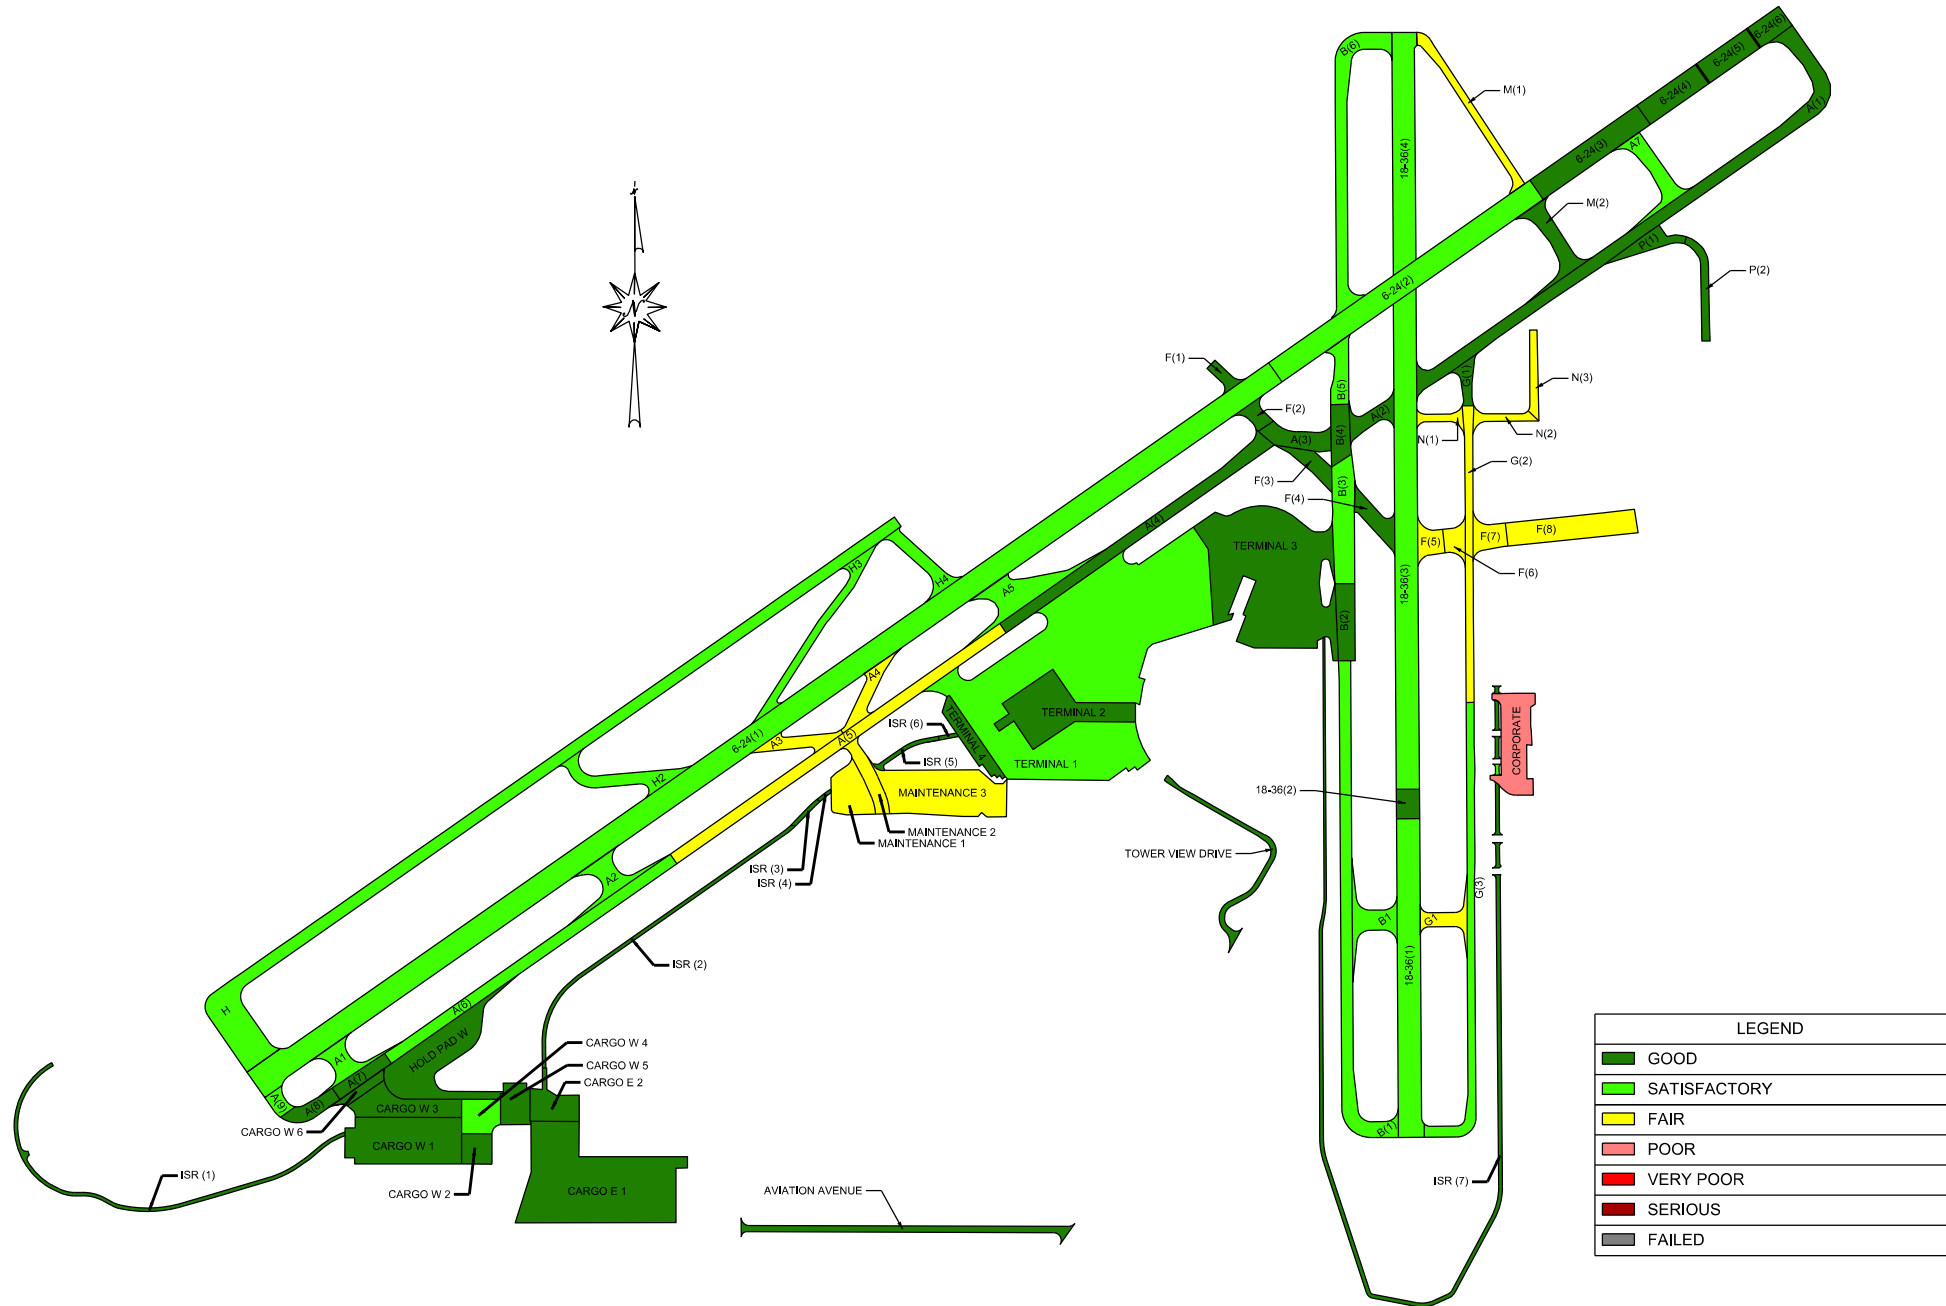 B(6)
6-24(6)
6-24(5)
6-24(4)
M(1)
A(1)
18-36(4)
6-24(3)
A7
M(2)
P(1)
P(2)
N
6-24(2)
F(1)
G(1)
N(3)
B(5)
F(2)
A(2)
N(1)
N(2)
A(3)
B(4)
G(2)
F(3)
B(3)
F(4)
A(4)
F(5)
F(7)
F(8)
TERMINAL 3
F(6)
H3
H4
A5
18-36(3)
B(2)
A4
TERMINAL 2
ISR (6)
TERMINAL 4
6-24(1)
A3
A(5)
CORPORATE
ISR (5)
TERMINAL 1
H2
MAINTENANCE 3
18-36(2)
MAINTENANCE 2
MAINTENANCE 1
TOWER VIEW DRIVE
ISR (3)
ISR (4)
A2
G(3)
B1
G1
18-36(1)
ISR (2)
H
A(6)
HOLD PAD W
CARGO W 4
A1
CARGO W 5
A(7)
CARGO E 2
A(9)
A(8)
CARGO W 3
CARGO W 6
CARGO W 1
B(1)
ISR (1)
CARGO W 2
CARGO E 1
AVIATION AVENUE
ISR (7)
LEGEND
GOOD
SATISFACTORY
FAIR
POOR
VERY POOR
SERIOUS
FAILED